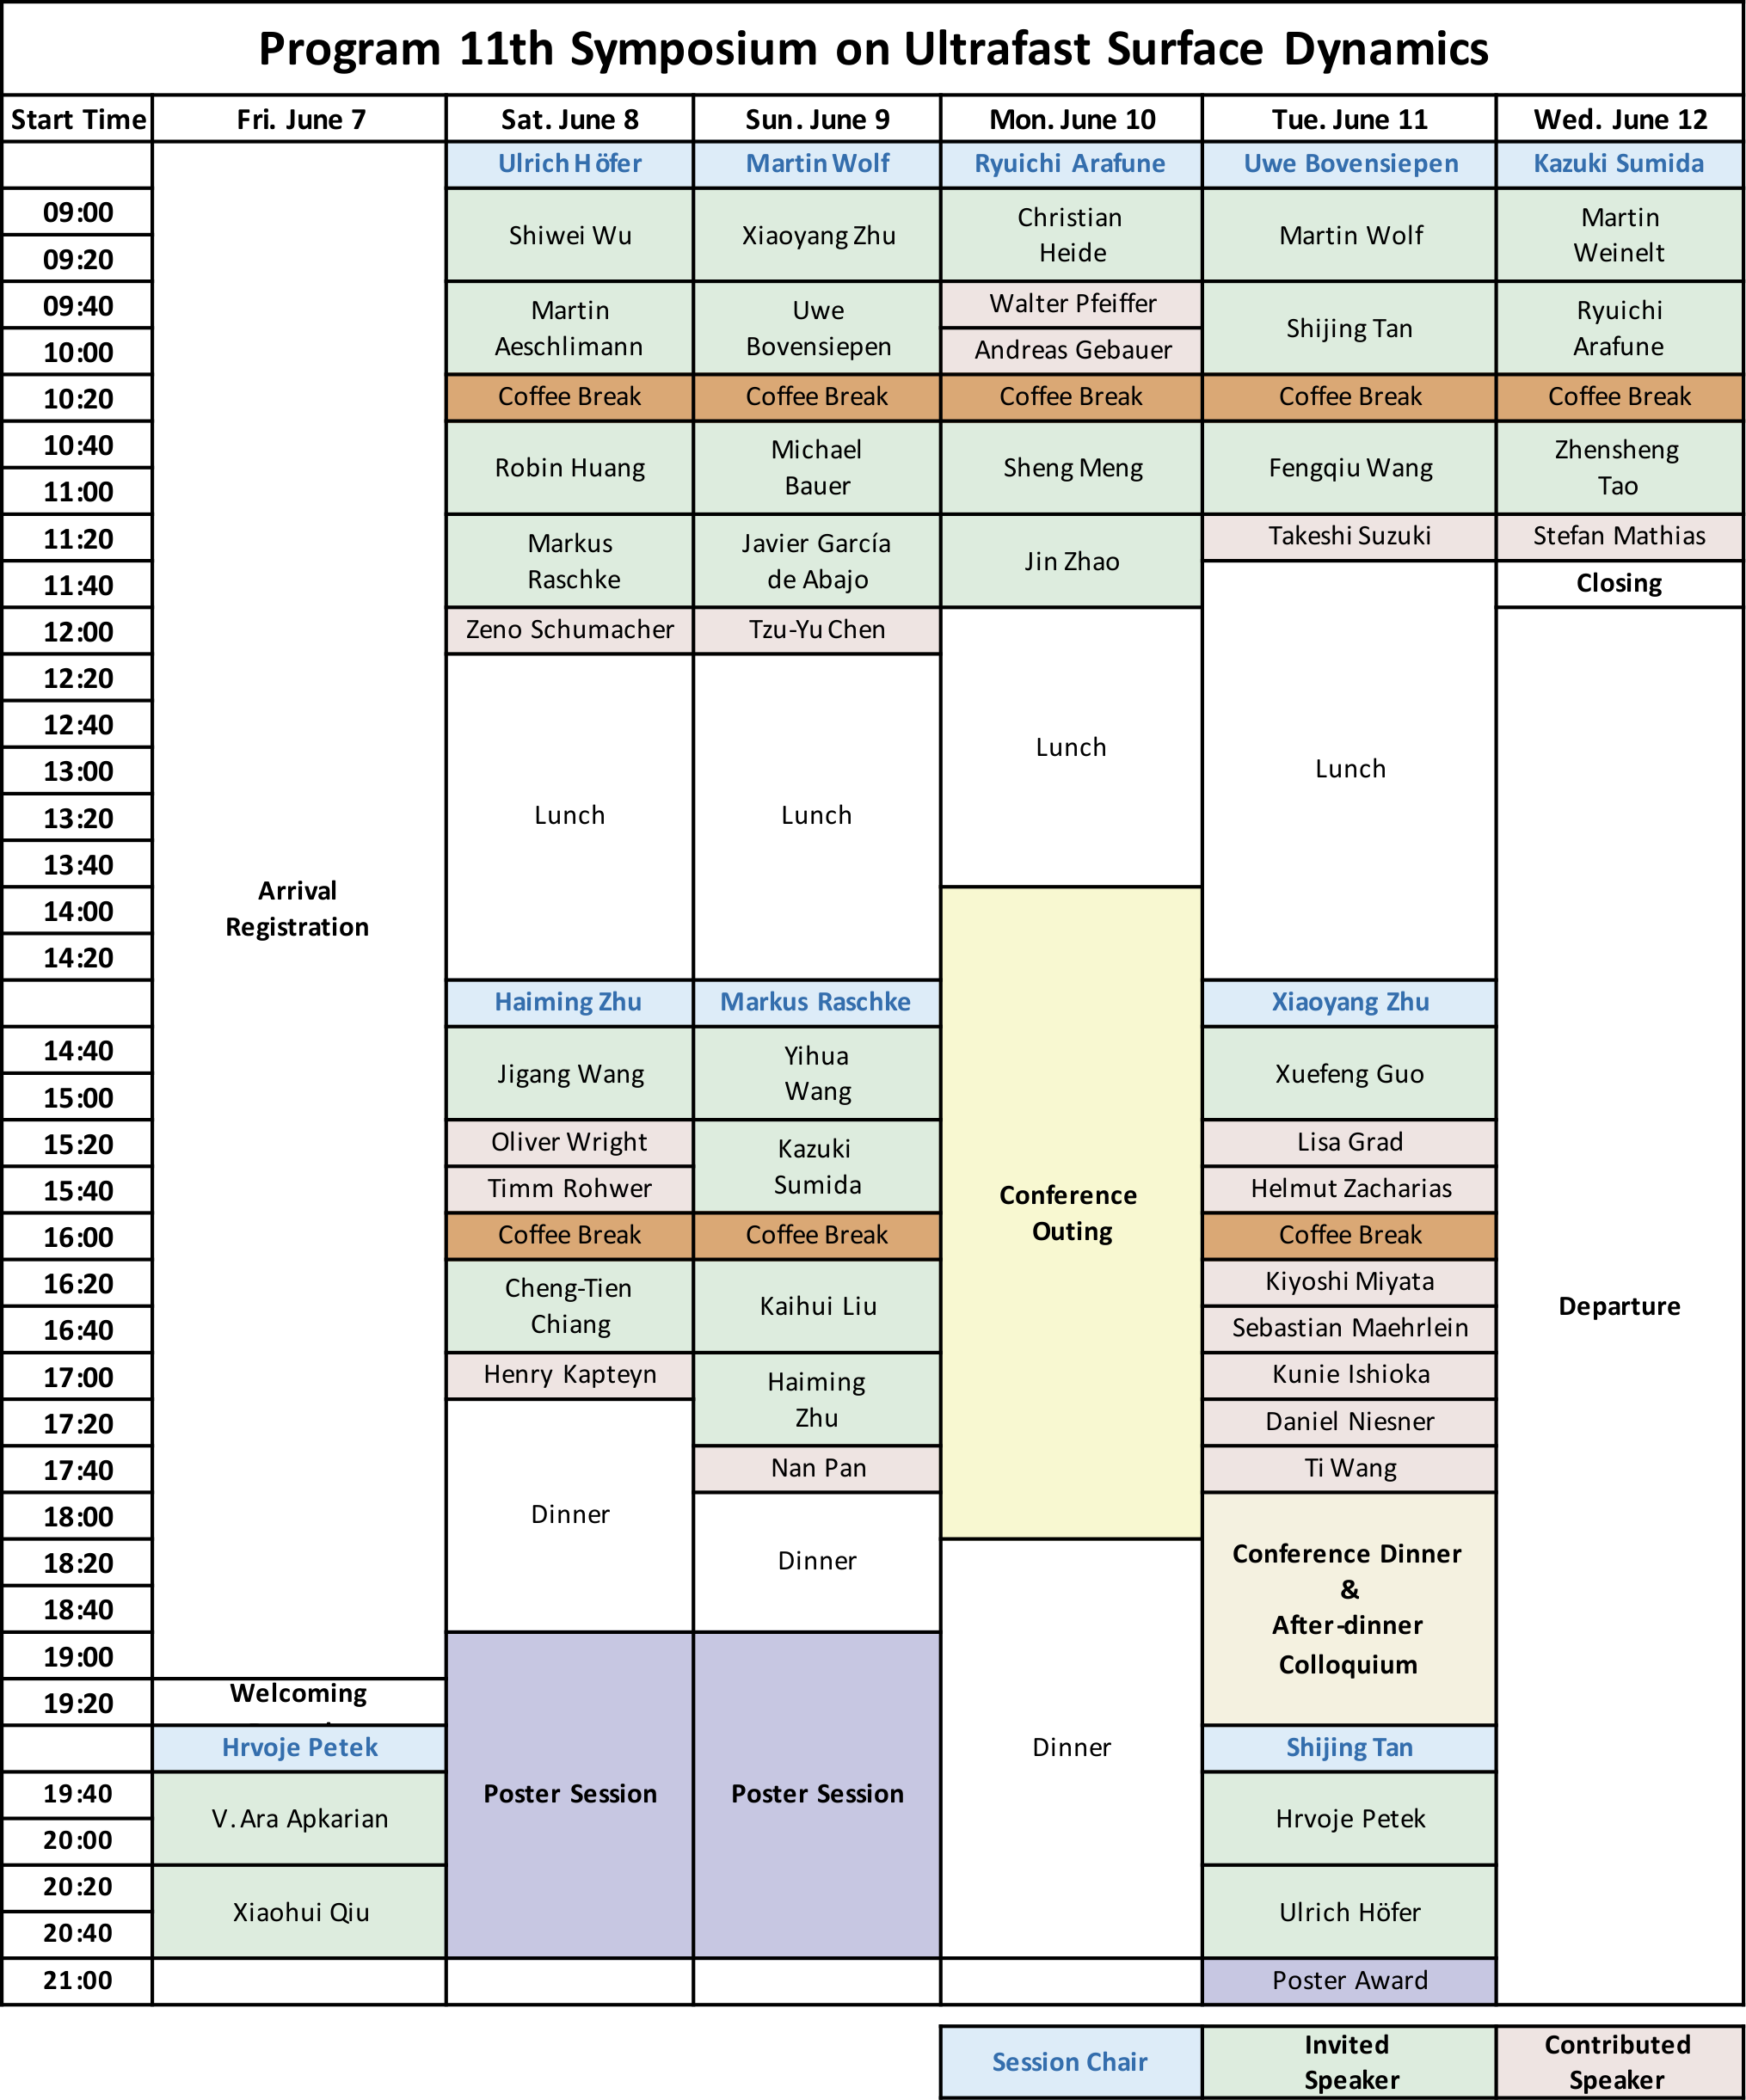 Program 11th Symposium on Ultrafast Surface Dynamics
Start Time Fri. June 7 Sat. June 8 Sun. June 9 Mon. June 10 Tue. June 11 Wed. June 12
Ulrich Höfer Martin Wolf Ryuichi Arafune Uwe Bovensiepen Kazuki Sumida
09:00
09:20
Shiwei Wu
Xiaoyang Zhu
Christian
Heide
Martin Wolf
Martin
Weinelt
09:40
10:00
Martin
Aeschlimann
Uwe
Bovensiepen
Walter Pfeiffer
Andreas Gebauer
Shijing Tan
Ryuichi
Arafune
10:20 Coffee Break Coffee Break Coffee Break Coffee Break Coffee Break
10:40
11:00
Robin Huang
Michael
Bauer
Sheng Meng
Fengqiu Wang
Zhensheng
Tao
11:20
11:40
Markus
Raschke
Javier García
de Abajo
Jin Zhao
Takeshi Suzuki
Stefan Mathias
Closing
12:00 Zeno Schumacher Tzu-Yu Chen
12:20
12:40
13:00
13:20
13:40
14:00
14:20
Arrival
Registration
Lunch
Lunch
Lunch
Lunch
Haiming Zhu Markus Raschke Xiaoyang Zhu
14:40
15:00
Jigang Wang
Yihua
Wang
Xuefeng Guo
15:20
15:40
Oliver Wright
Timm Rohwer
Kazuki
Sumida
Conference
Outing
Lisa Grad
Helmut Zacharias
16:00 Coffee Break Coffee Break Coffee Break
16:20
16:40
Cheng-Tien
Chiang
Kaihui Liu
Kiyoshi Miyata
Sebastian Maehrlein
Departure
17:00
17:20
17:40
Henry Kapteyn
Haiming
Zhu
Nan Pan
Kunie Ishioka
Daniel Niesner
Ti Wang
18:00
18:20
18:40
19:00
19:20
Dinner
Dinner
Conference Dinner
&
After-dinner
Colloquium
Welcoming
Hrvoje Petek Shijing Tan
19:40
20:00
V. Ara Apkarian
Poster Session
Poster Session
Dinner
Hrvoje Petek
20:20
20:40
Xiaohui Qiu
Ulrich Höfer
21:00 Poster Award
Session Chair
Invited
Speaker
Contributed
Speaker